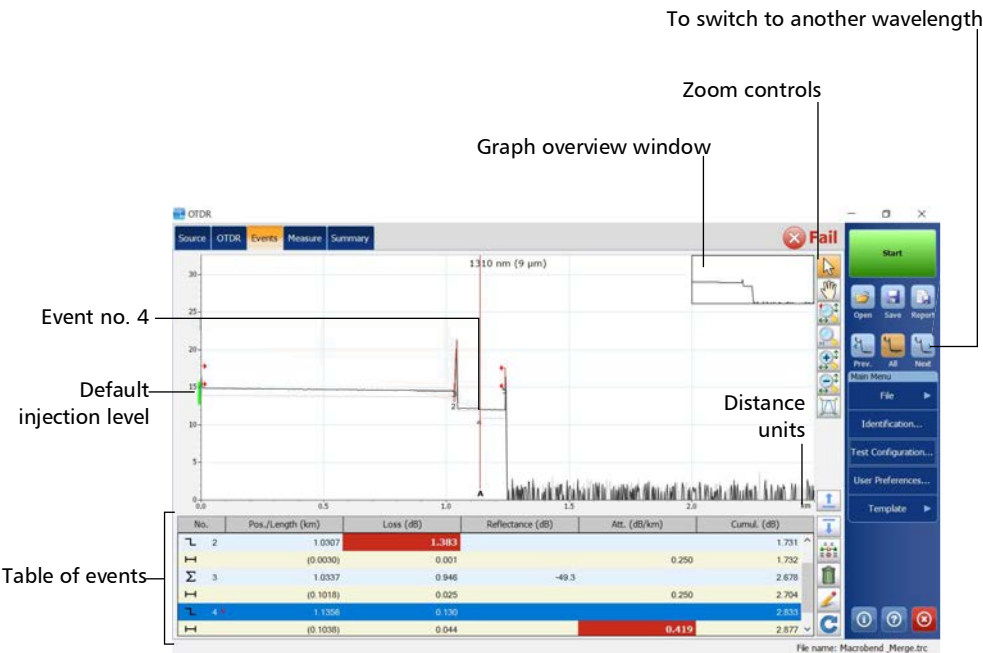 To switch to another wavelength
Zoom controls
Graph overview window
OTDR
Source OTDR Events Measure Summary
Fail
Start
1310 nm (9 µm)
30
25
20
15
10
5
0
0.0 0.5 1.0 1.5 2.0 km
2
3
4
A
Event no. 4
Default
injection level
Distance
units
Open Save Report
Prev. All Next
Main Menu
File
Identification...
Test Configuration...
User Preferences...
Template
Table of events
No. Pos./Length (km) Loss (dB) Reflectance (dB) Att. (dB/km) Cumul. (dB)
2 1.0307 1.383 1.731
(0.0030) 0.001 0.250 1.732
Σ 3 1.0337 0.946 -49.3 2.678
(0.1018) 0.025 0.250 2.704
4 * 1.1356 0.130 2.833
(0.1038) 0.044 0.419 2.877
File name: Macrobend _Merge.trc